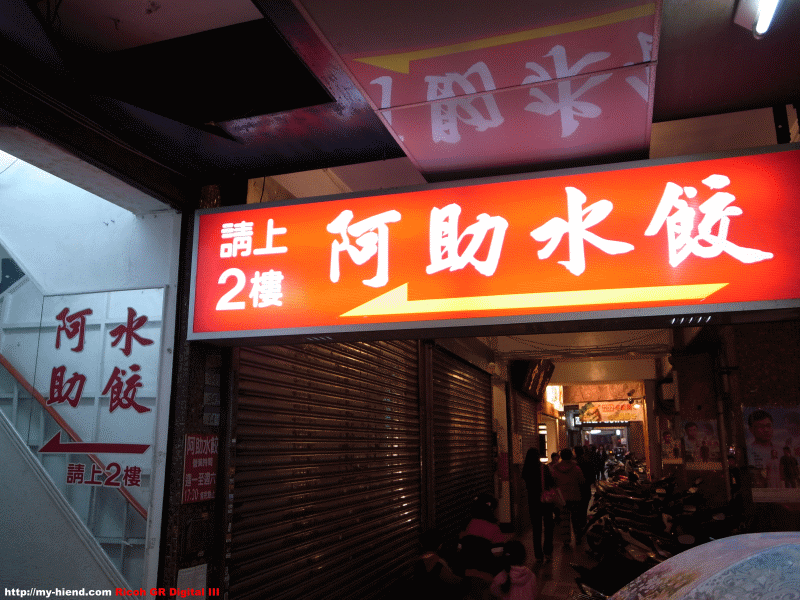 請上
2樓
阿助水餃
阿助
水餃
請上2樓
阿助水餃
http://my-hiend.com Ricoh GR Digital III